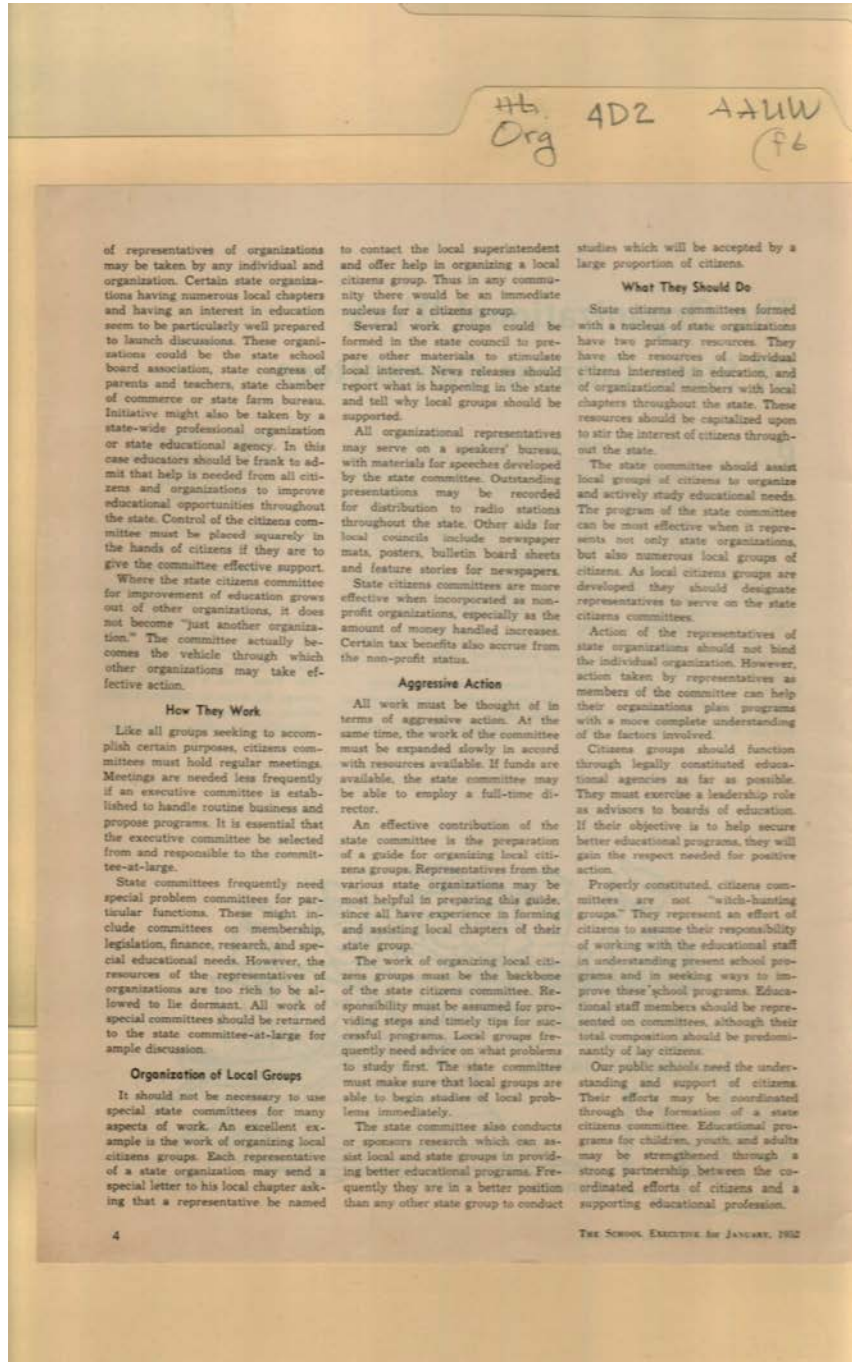 Org 4D2 AAUW
(f6
of representatives of organizations
may be taken by any individual and
organization. Certain state organiza-
tions having numerous local chapters
and having an interest in education
seem to be particularly well prepared
to launch discussions. These organi-
zations could be the state school
board association, state congress of
parents and teachers, state chamber
of commerce or state farm bureau.
Initiative might also be taken by a
state-wide professional organization
or state educational agency. In this
case educators should be frank to ad-
mit that help is needed from all citi-
zens and organizations to improve
educational opportunities throughout
the state. Control of the citizens com-
mittee must be placed squarely in
the hands of citizens if they are to
give the committee effective support.
Where the state citizens committee
for improvement of education grows
out of other organizations, it does
not become "just another organiza-
tion." The committee actually be-
comes the vehicle through which
other organizations may take ef-
fective action.
How They Work
Like all groups seeking to accom-
plish certain purposes, citizens com-
mittees must hold regular meetings.
Meetings are needed less frequently
if an executive committee is estab-
lished to handle routine business and
propose programs. It is essential that
the executive committee be selected
from and responsible to the commit-
tee-at-large.
State committees frequently need
special problem committees for par-
ticular functions. These might in-
clude committees on membership,
legislation, finance, research, and spe-
cial educational needs. However, the
resources of the representatives of
organizations are too rich to be al-
lowed to lie dormant. All work of
special committees should be returned
to the state committee-at-large for
ample discussion.
Organization of Local Groups
It should not be necessary to use
special state committees for many
aspects of work. An excellent ex-
ample is the work of organizing local
citizens groups. Each representative
of a state organization may send a
special letter to his local chapter ask-
ing that a representative be named
to contact the local superintendent
and offer help in organizing a local
citizens group. Thus in any commu-
nity there would be an immediate
nucleus for a citizens group.
Several work groups could be
formed in the state council to pre-
pare other materials to stimulate
local interest. News releases should
report what is happening in the state
and tell why local groups should be
supported.
All organizational representatives
may serve on a speakers' bureau,
with materials for speeches developed
by the state committee. Outstanding
presentations may be recorded
for distribution to radio stations
throughout the state. Other aids for
local councils include newspaper
mats, posters, bulletin board sheets
and feature stories for newspapers.
State citizens committees are more
effective when incorporated as non-
profit organizations, especially as the
amount of money handled increases.
Certain tax benefits also accrue from
the non-profit status.
Aggressive Action
All work must be thought of in
terms of aggressive action. At the
same time, the work of the committee
must be expanded slowly in accord
with resources available. If funds are
available, the state committee may
be able to employ a full-time di-
rector.
An effective contribution of the
state committee is the preparation
of a guide for organizing local citi-
zens groups. Representatives from the
various state organizations may be
most helpful in preparing this guide,
since all have experience in forming
and assisting local chapters of their
state group.
The work of organizing local citi-
zens groups must be the backbone
of the state citizens committee. Re-
sponsibility must be assumed for pro-
viding steps and timely tips for suc-
cessful programs. Local groups fre-
quently need advice on what problems
to study first. The state committee
must make sure that local groups are
able to begin studies of local prob-
lems immediately.
The state committee also conducts
or sponsors research which can as-
sist local and state groups in provid-
ing better educational programs. Fre-
quently they are in a better position
than any other state group to conduct
studies which will be accepted by a
large proportion of citizens.
What They Should Do
State citizens committees formed
with a nucleus of state organizations
have two primary resources. They
have the resources of individual
citizens interested in education, and
of organizational members with local
chapters throughout the state. These
resources should be capitalized upon
to stir the interest of citizens through-
out the state.
The state committee should assist
local groups of citizens to organize
and actively study educational needs.
The program of the state committee
can be most effective when it repre-
sents not only state organizations,
but also numerous local groups of
citizens. As local citizens groups are
developed they should designate
representatives to serve on the state
citizens committees.
Action of the representatives of
state organizations should not bind
the individual organization. However,
action taken by representatives as
members of the committee can help
their organizations plan programs
with a more complete understanding
of the factors involved.
Citizens groups should function
through legally constituted educa-
tional agencies as far as possible.
They must exercise a leadership role
as advisors to boards of education.
If their objective is to help secure
better educational programs, they will
gain the respect needed for positive
action.
Properly constituted, citizens com-
mittees are not "witch-hunting
groups." They represent an effort of
citizens to assume their responsibility
of working with the educational staff
in understanding present school pro-
grams and in seeking ways to im-
prove these school programs. Educa-
tional staff members should be repre-
sented on committees, although their
total composition should be predomi-
nantly of lay citizens.
Our public schools need the under-
standing and support of citizens.
Their efforts may be coordinated
through the formation of a state
citizens committee. Educational pro-
grams for children, youth, and adults
may be strengthened through a
strong partnership between the co-
ordinated efforts of citizens and a
supporting educational profession.
4
THE SCHOOL EXECUTIVE for JANUARY, 1952